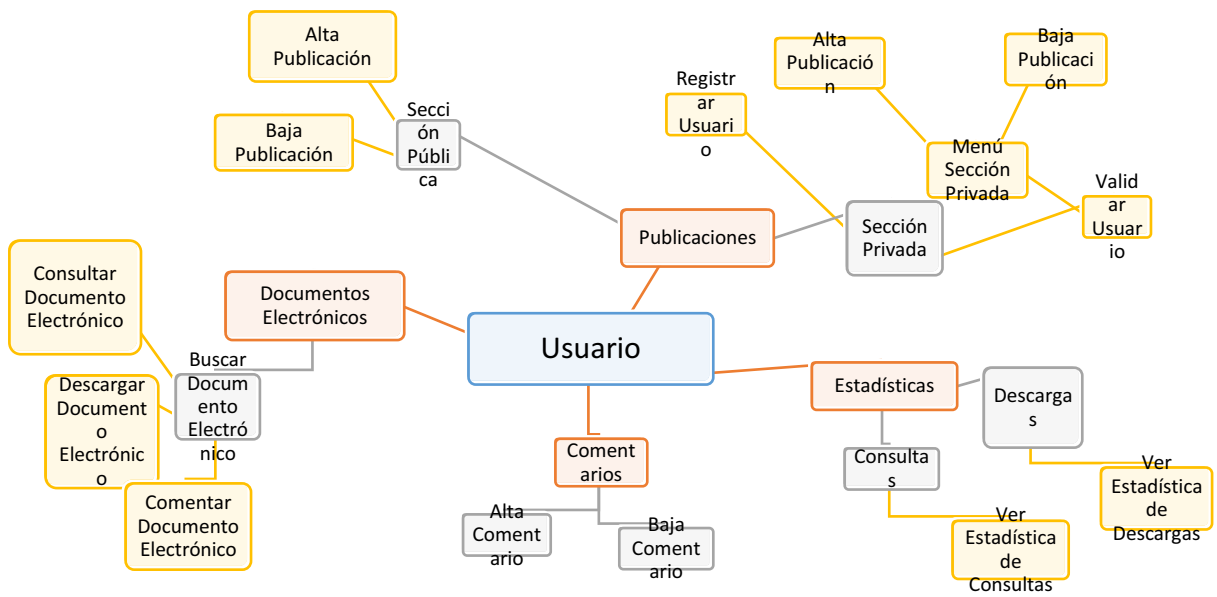 Alta
Publicación
Baja
Publicación
Secci
ón
Públi
ca
Registr
ar
Usuari
o
Alta
Publicació
n
Baja
Publicaci
ón
Menú
Sección
Privada
Valid
ar
Usuar
io
Sección
Privada
Publicaciones
Consultar
Documento
Electrónico
Documentos
Electrónicos
Usuario
Buscar
Docum
ento
Electró
nico
Descargar
Document
o
Electrónic
o
Comentar
Documento
Electrónico
Estadísticas
Descarga
s
Coment
arios
Consulta
s
Alta
Coment
ario
Baja
Coment
ario
Ver
Estadística
de
Consultas
Ver
Estadística
de
Descargas